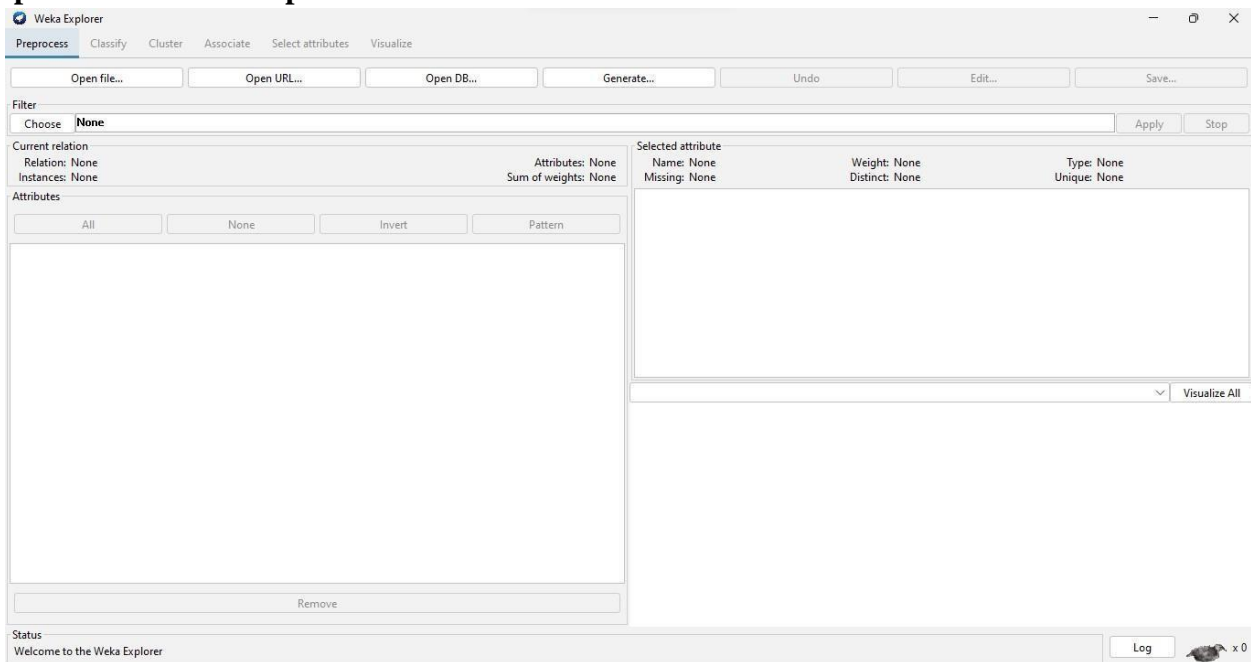 Weka Explorer
Preprocess Classify Cluster Associate Select attributes Visualize
Open file... Open URL... Open DB... Generate... Undo Edit... Save...
Filter
Choose None Apply Stop
Current relation
Relation: None Attributes: None
Instances: None Sum of weights: None
Selected attribute
Name: None Weight: None Type: None
Missing: None Distinct: None Unique: None
Attributes
All None Invert Pattern
Visualize All
Remove
Status
Welcome to the Weka Explorer
Log x 0